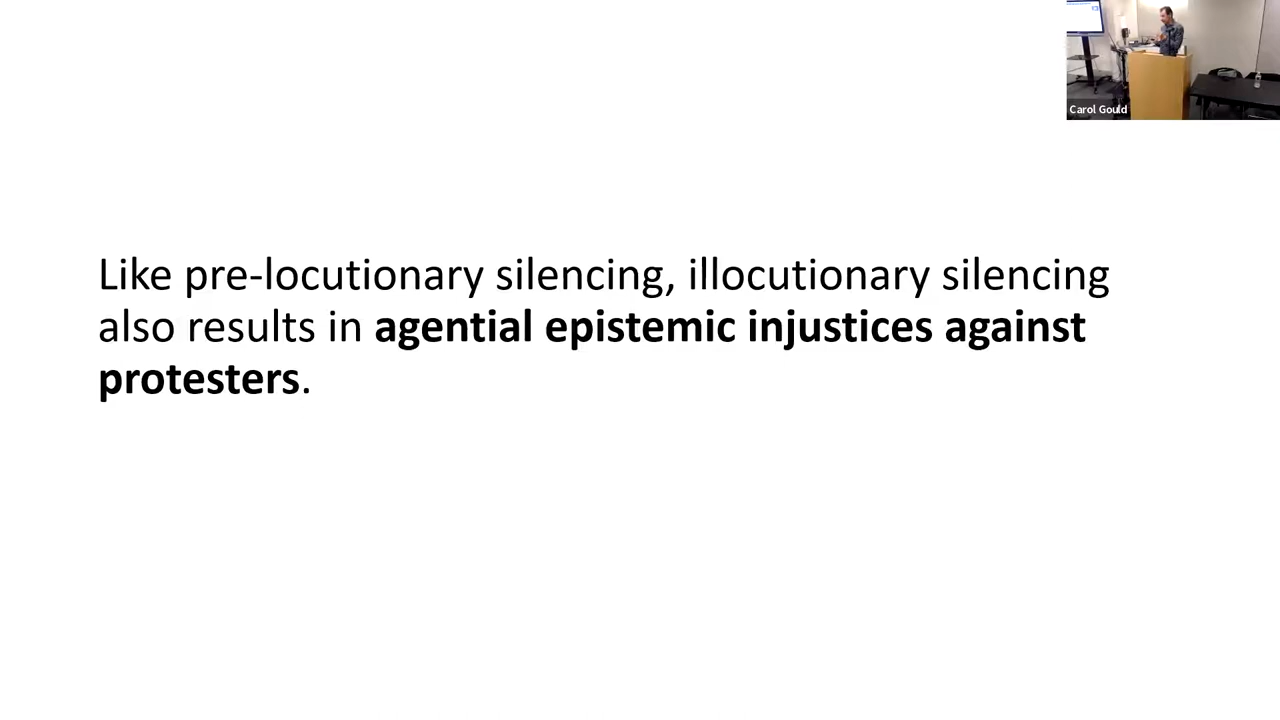 Carol Gould
Like pre-locutionary silencing, illocutionary silencing
also results in agential epistemic injustices against
protesters.